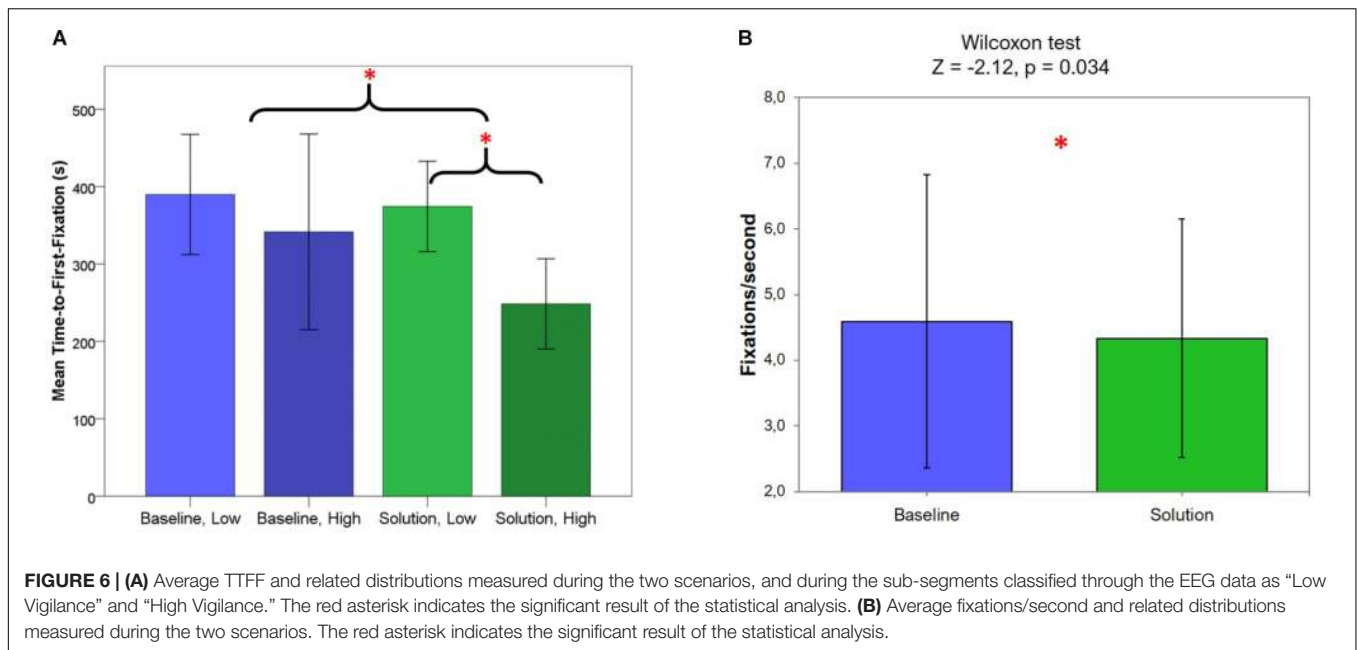 A
Mean Time-to-First-Fixation (s)
500
400
300
200
100
0
*
*
Baseline, Low
Baseline, High
Solution, Low
Solution, High
B
Wilcoxon test
Z = -2.12, p = 0.034
Fixations/second
8,0
7,0
6,0
5,0
4,0
3,0
2,0
*
Baseline
Solution
FIGURE 6 | (A) Average TTFF and related distributions measured during the two scenarios, and during the sub-segments classified through the EEG data as “Low
Vigilance” and “High Vigilance.” The red asterisk indicates the significant result of the statistical analysis. (B) Average fixations/second and related distributions
measured during the two scenarios. The red asterisk indicates the significant result of the statistical analysis.